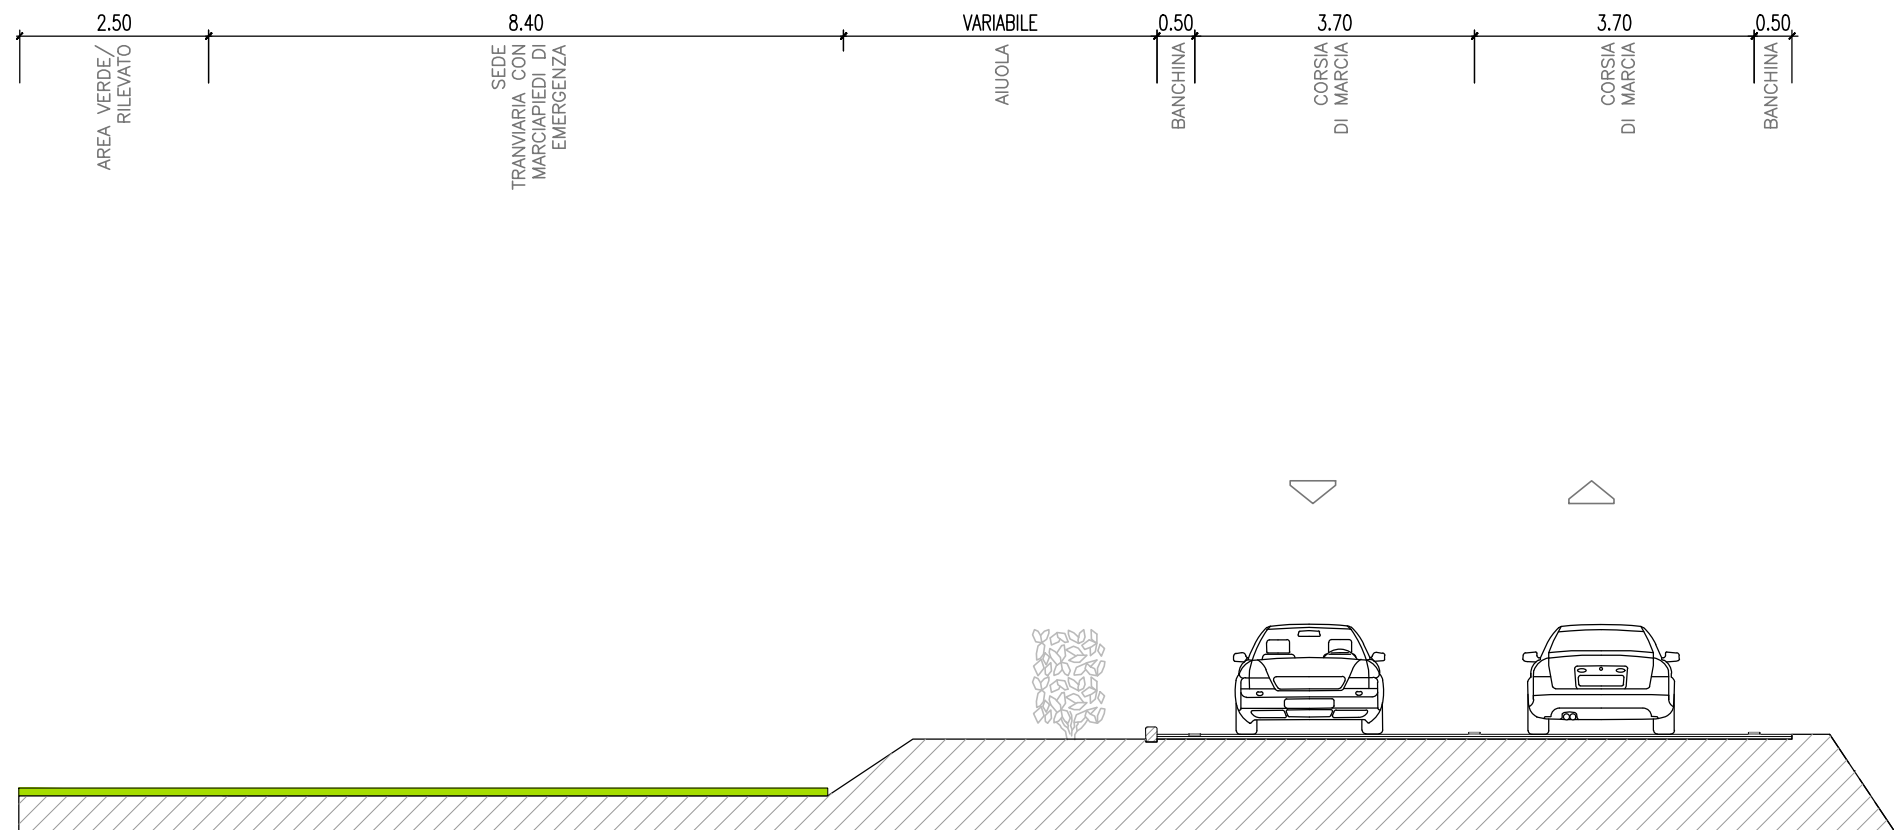 2.50
8.40
VARIABILE
0.50
3.70
3.70
0.50
AREA VERDE/
RILEVATO
SEDE
TRANVIARIA CON
MARCIAPIEDI DI
EMERGENZA
AIUOLA
BANCHINA
CORSIA
DI MARCIA
CORSIA
DI MARCIA
BANCHINA